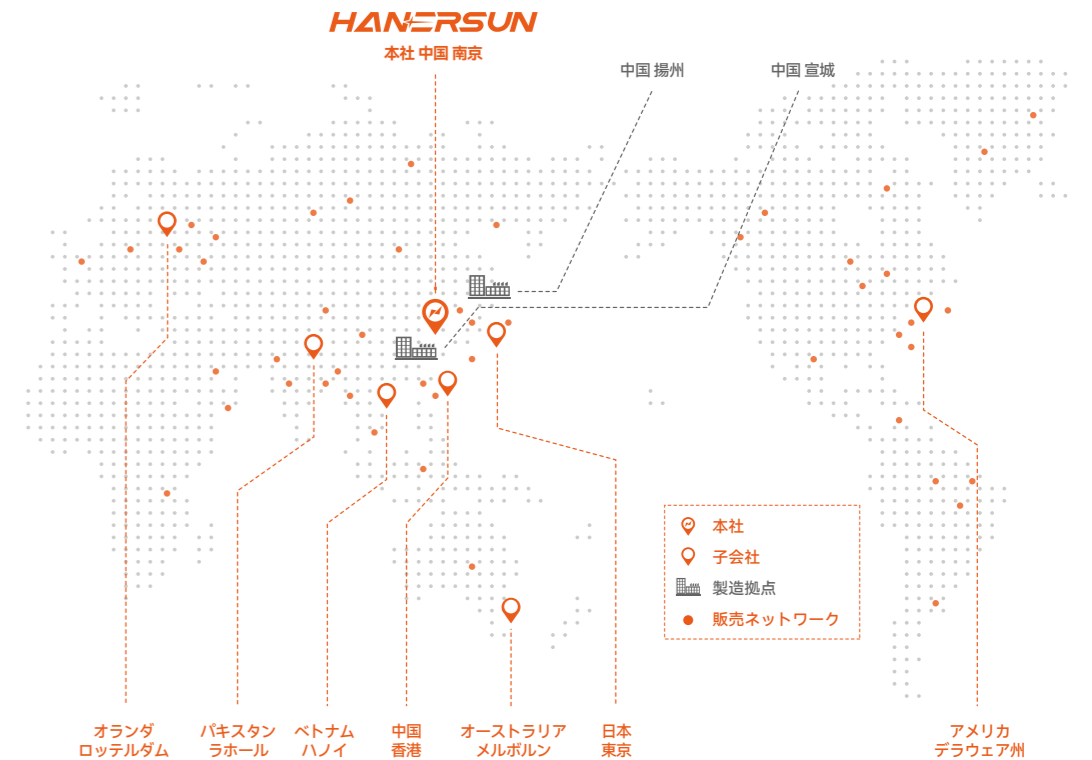 HANERSUN
本社 中国 南京
中国 揚州
中国 宣城
本社
子会社
製造拠点
販売ネットワーク
オランダ
ロッテルダム
パキスタン
ラホール
ベトナム
ハノイ
中国
香港
オーストラリア
メルボルン
日本
東京
アメリカ
デラウェア州